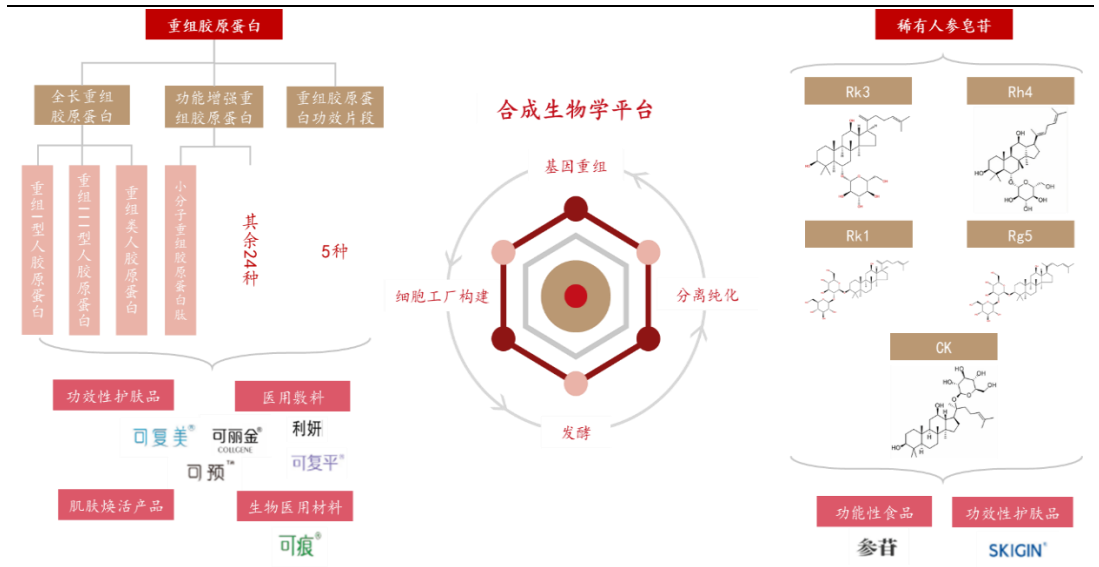 重组胶原蛋白
全长重组
胶原蛋白
功能增强重
组胶原蛋白
重组胶原蛋
白功效片段
重组I型人胶原蛋白
重组III型人胶原蛋白
重组类人胶原蛋白
小分子重组胶原蛋白肽
其余24种
5种
功效性护肤品
医用敷料
可复美®
可丽金®
COLLGENE
利妍
可预™
可复平®
肌肤焕活产品
生物医用材料
可痕®
合成生物学平台
基因重组
细胞工厂构建
分离纯化
发酵
稀有人参皂苷
Rk3
Rh4
Rk1
Rg5
CK
功能性食品
功效性护肤品
参苷
SKIGIN®